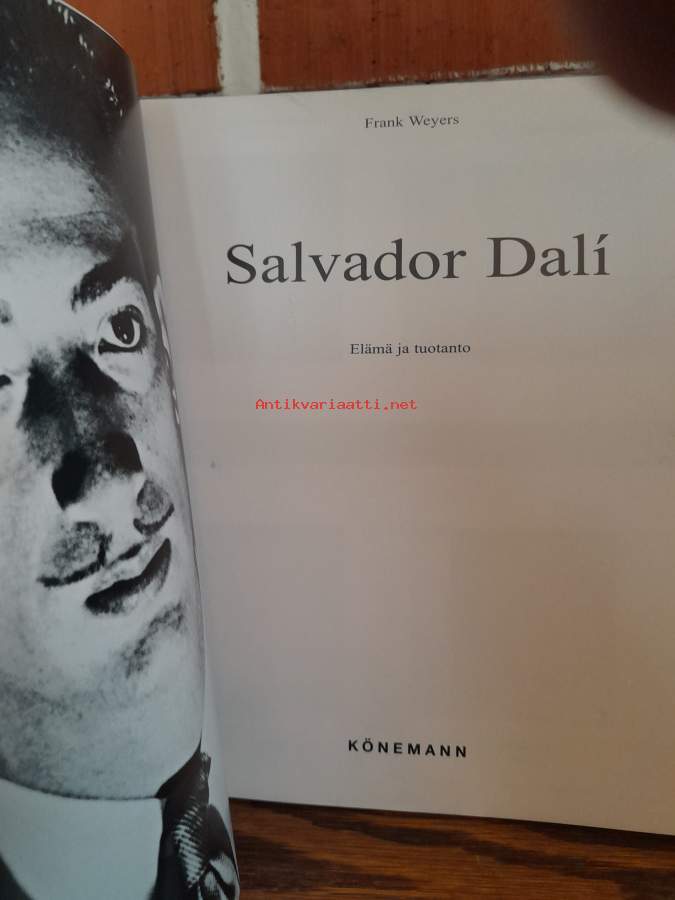 Frank Weyers
Salvador Dalí
Elämä ja tuotanto
Antikvariaatti.net
KÖNEMANN